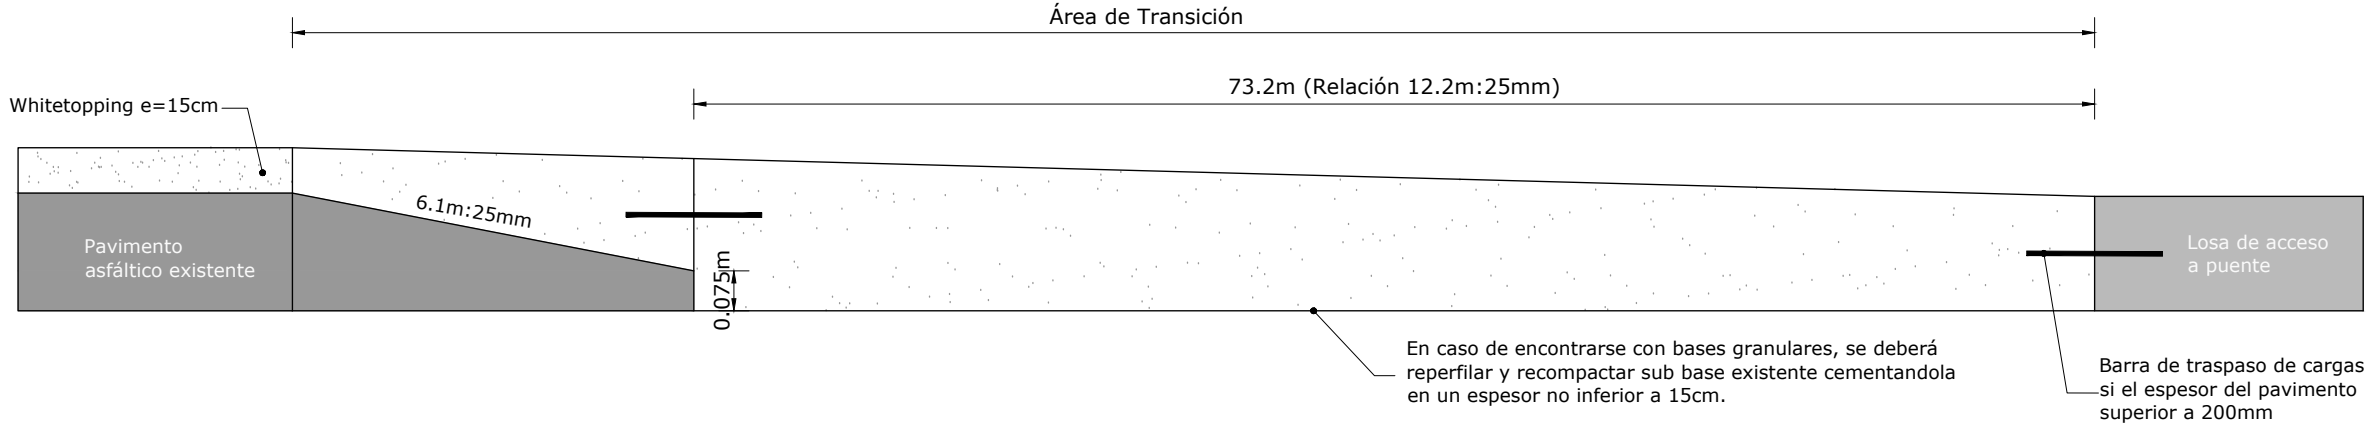 Área de Transición
73.2m (Relación 12.2m:25mm)
Whitetopping e=15cm
6.1m:25mm
Pavimento
asfáltico existente
0.075m
Losa de acceso
a puente
En caso de encontrarse con bases granulares, se deberá
reperfilar y recompactar sub base existente cementandola
en un espesor no inferior a 15cm.
Barra de traspaso de cargas
si el espesor del pavimento
superior a 200mm